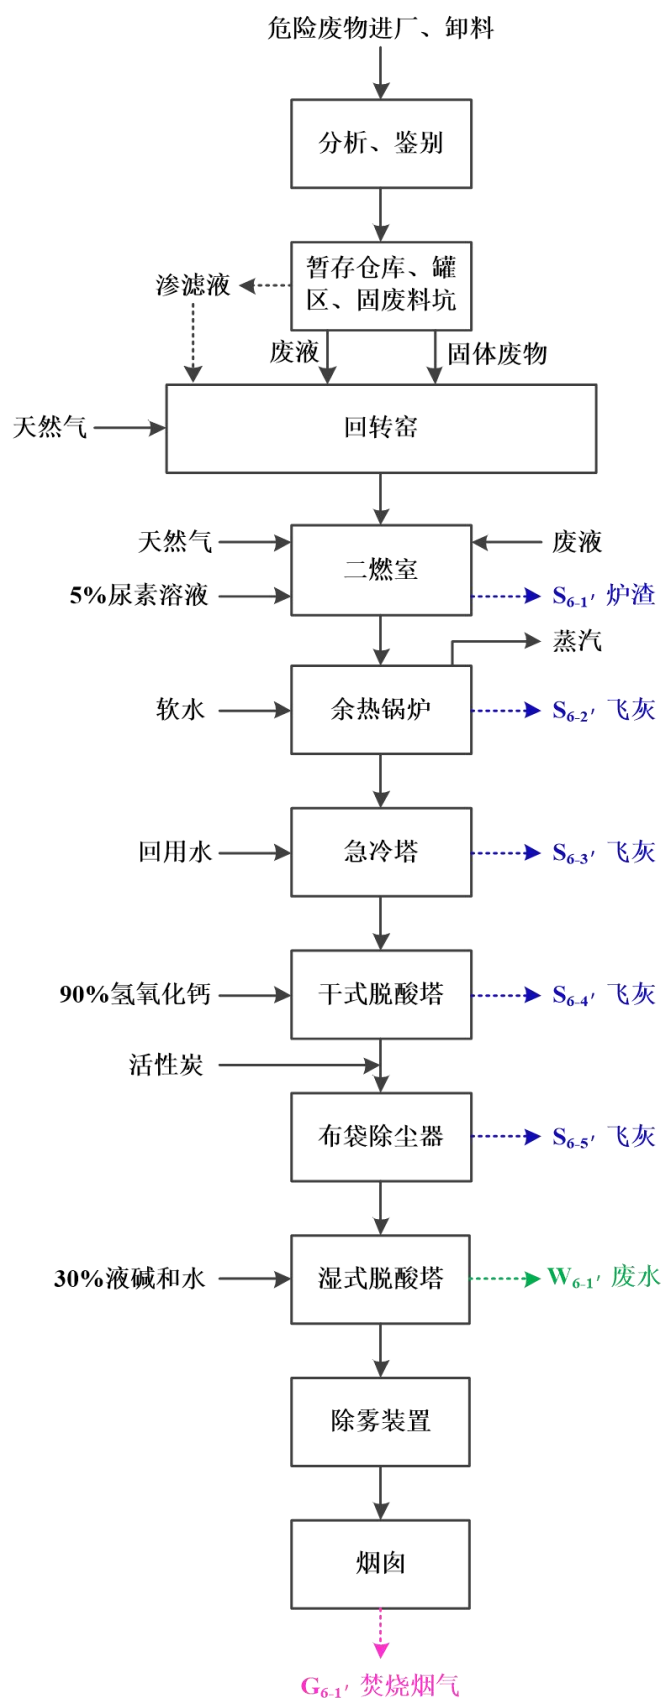 危险废物进厂、卸料
分析、鉴别
暂存仓库、罐
区、固废料坑
渗滤液
废液
固体废物
天然气
回转窑
天然气
废液
二燃室
5%尿素溶液
S6-1, 炉渣
蒸汽
软水
余热锅炉
S6-2, 飞灰
回用水
急冷塔
S6-3, 飞灰
90%氢氧化钙
干式脱酸塔
S6-4, 飞灰
活性炭
布袋除尘器
S6-5, 飞灰
30%液碱和水
湿式脱酸塔
W6-1, 废水
除雾装置
烟囱
G6-1, 焚烧烟气